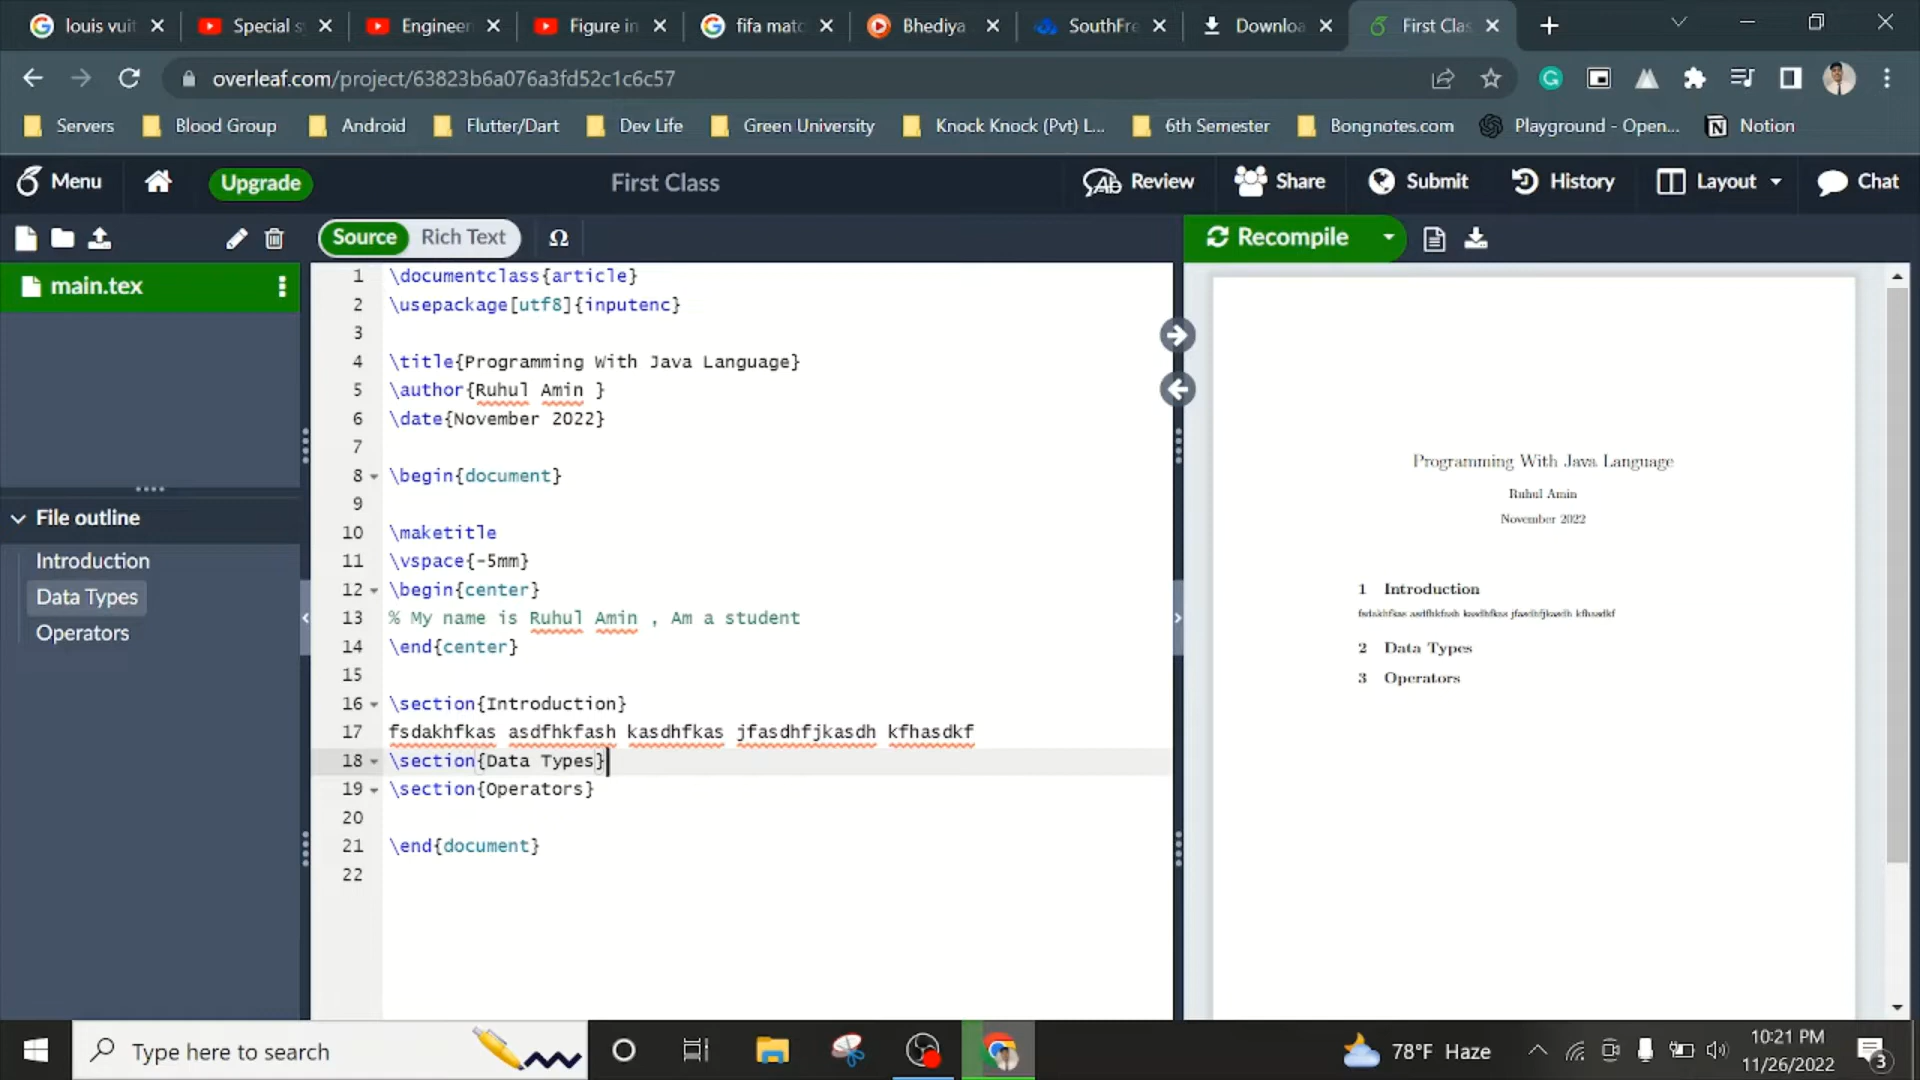 louis vuit
Special s
Engineer
Figure in
fifa matc
Bhediya
SouthFre
Downloa
First Clas
overleaf.com/project/63823b6a076a3fd52c1c6c57
Servers
Blood Group
Android
Flutter/Dart
Dev Life
Green University
Knock Knock (Pvt) L...
6th Semester
Bongnotes.com
Playground - Open...
Notion
Menu
Upgrade
First Class
Review
Share
Submit
History
Layout
Chat
Source
Rich Text
Ω
Recompile
main.tex
File outline
Introduction
Data Types
Operators
1 \documentclass{article}
2 \usepackage[utf8]{inputenc}
3
4 \title{Programming With Java Language}
5 \author{Ruhul Amin }
6 \date{November 2022}
7
8 \begin{document}
9
10 \maketitle
11 \vspace{-5mm}
12 \begin{center}
13 % My name is Ruhul Amin , Am a student
14 \end{center}
15
16 \section{Introduction}
17 fsdakhfkas asdfhkfash kasdhfkas jfasdhfjkasdh kfhasdkf
18 \section{Data Types}
19 \section{Operators}
20
21 \end{document}
22
Programming With Java Language
Ruhul Amin
November 2022
1 Introduction
fsdakhfkas asdfhkfash kasdhfkas jfasdhfjkasdh kfhasdkf
2 Data Types
3 Operators
Type here to search
78°F Haze
10:21 PM
11/26/2022
3